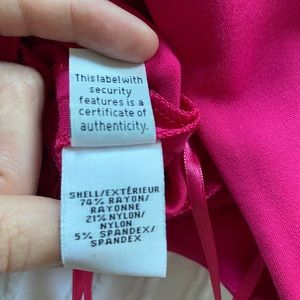 This label with
security
features is a
certificate of
authenticity.
SHELL/EXTÉRIEUR
74% RAYON/
RAYONNE
21% NYLON/
NYLON
5% SPANDEX/
SPANDEX